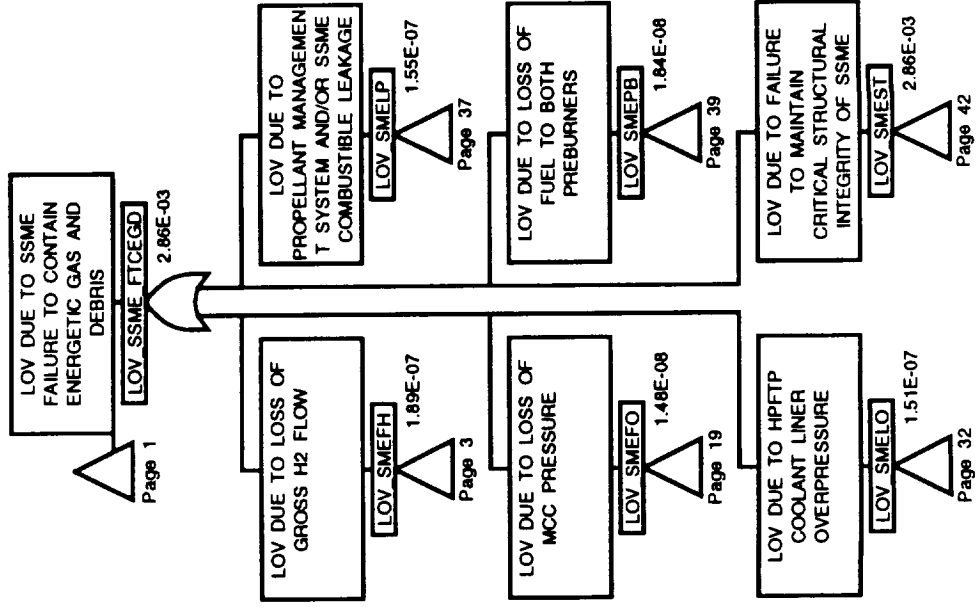 LOV DUE TO SSME
FAILURE TO CONTAIN
ENERGETIC GAS AND
DEBRIS
LOV_SSME_FTCEGD
2.86E-03
Page 1
LOV DUE TO LOSS OF
GROSS H2 FLOW
LOV_SMEFH
1.89E-07
Page 3
LOV DUE TO
PROPELLANT MANAGEMEN
T SYSTEM AND/OR SSME
COMBUSTIBLE LEAKAGE
LOV_SMELP
1.55E-07
Page 37
LOV DUE TO LOSS OF
MCC PRESSURE
LOV_SMEFO
1.48E-08
Page 19
LOV DUE TO LOSS OF
FUEL TO BOTH
PREBURNERS
LOV_SMEPB
1.84E-08
Page 39
LOV DUE TO HPFTP
COOLANT LINER
OVERPRESSURE
LOV_SMELO
1.51E-07
Page 32
LOV DUE TO FAILURE
TO MAINTAIN
CRITICAL STRUCTURAL
INTEGRITY OF SSME
LOV_SMEST
2.86E-03
Page 42